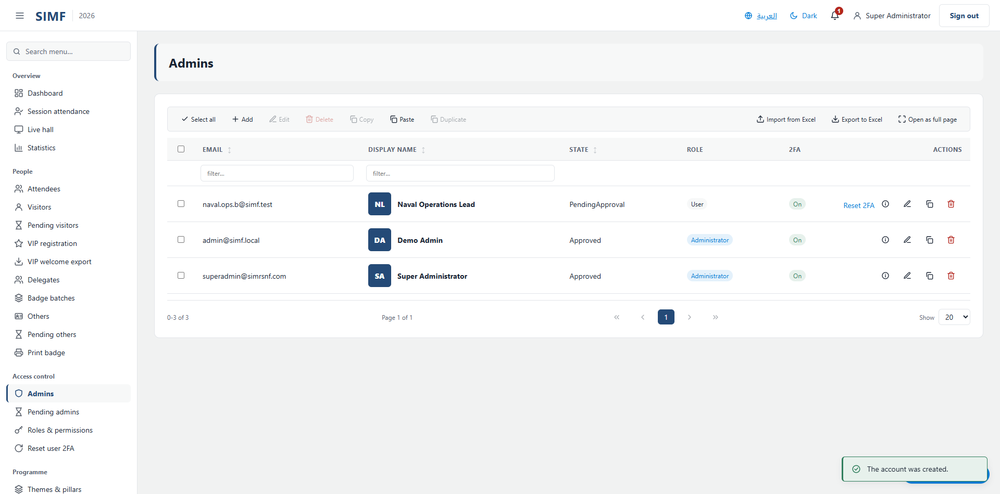 SIMF 2026
العربية
Dark
1
Super Administrator
Sign out
Search menu...
Overview
Dashboard
Session attendance
Live hall
Statistics
People
Attendees
Visitors
Pending visitors
VIP registration
VIP welcome export
Delegates
Badge batches
Others
Pending others
Print badge
Access control
Admins
Pending admins
Roles & permissions
Reset user 2FA
Programme
Themes & pillars
Admins
Select all Add Edit Delete Copy Paste Duplicate Import from Excel Export to Excel Open as full page
EMAIL DISPLAY NAME STATE ROLE 2FA ACTIONS
filter... filter...
naval.ops.b@simf.test NL Naval Operations Lead PendingApproval User On Reset 2FA
admin@simf.local DA Demo Admin Approved Administrator On
superadmin@simrsnf.com SA Super Administrator Approved Administrator On
0-3 of 3 Page 1 of 1 « ‹ 1 › » Show 20
The account was created.